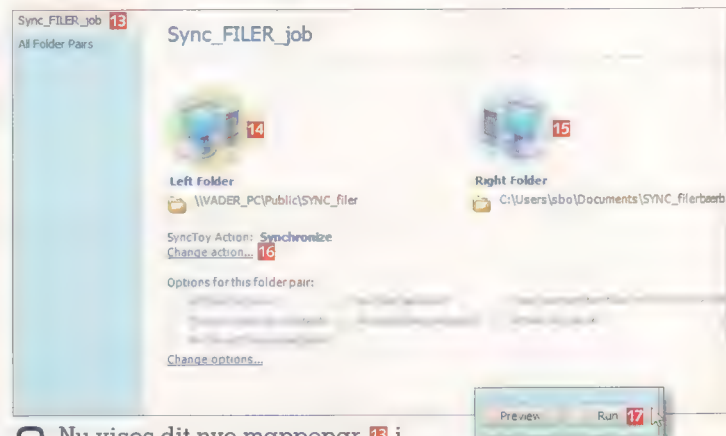 Sync_FILER_job 13
All Folder Pairs
Sync_FILER_job
14
15
Left Folder
Right Folder
\\VADER_PC\Public\SYNC_filer
C:\Users\sbo\Documents\SYNC_filerbaerb
SyncToy Action: Synchronize
Change action... 16
Options for this folder pair:
Change options...
Preview Run 17
Nu vises dit nye mappepar 13 i